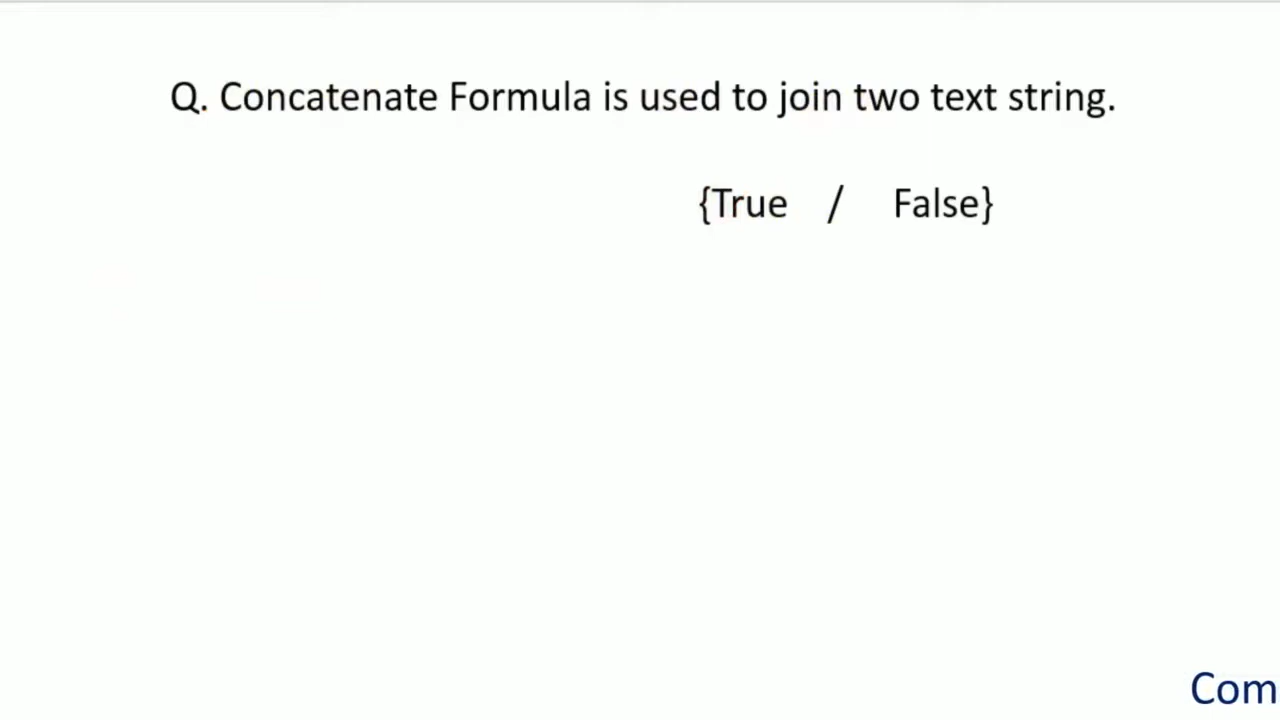 Q. Concatenate Formula is used to join two text string.
{True / False}
Com